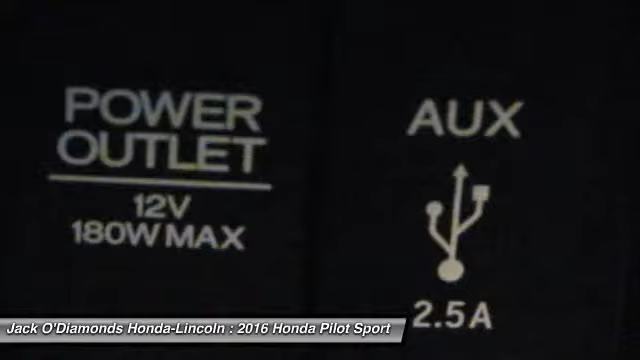 POWER
OUTLET
12V
180W MAX
AUX
2.5A
Jack O'Diamonds Honda-Lincoln : 2016 Honda Pilot Sport